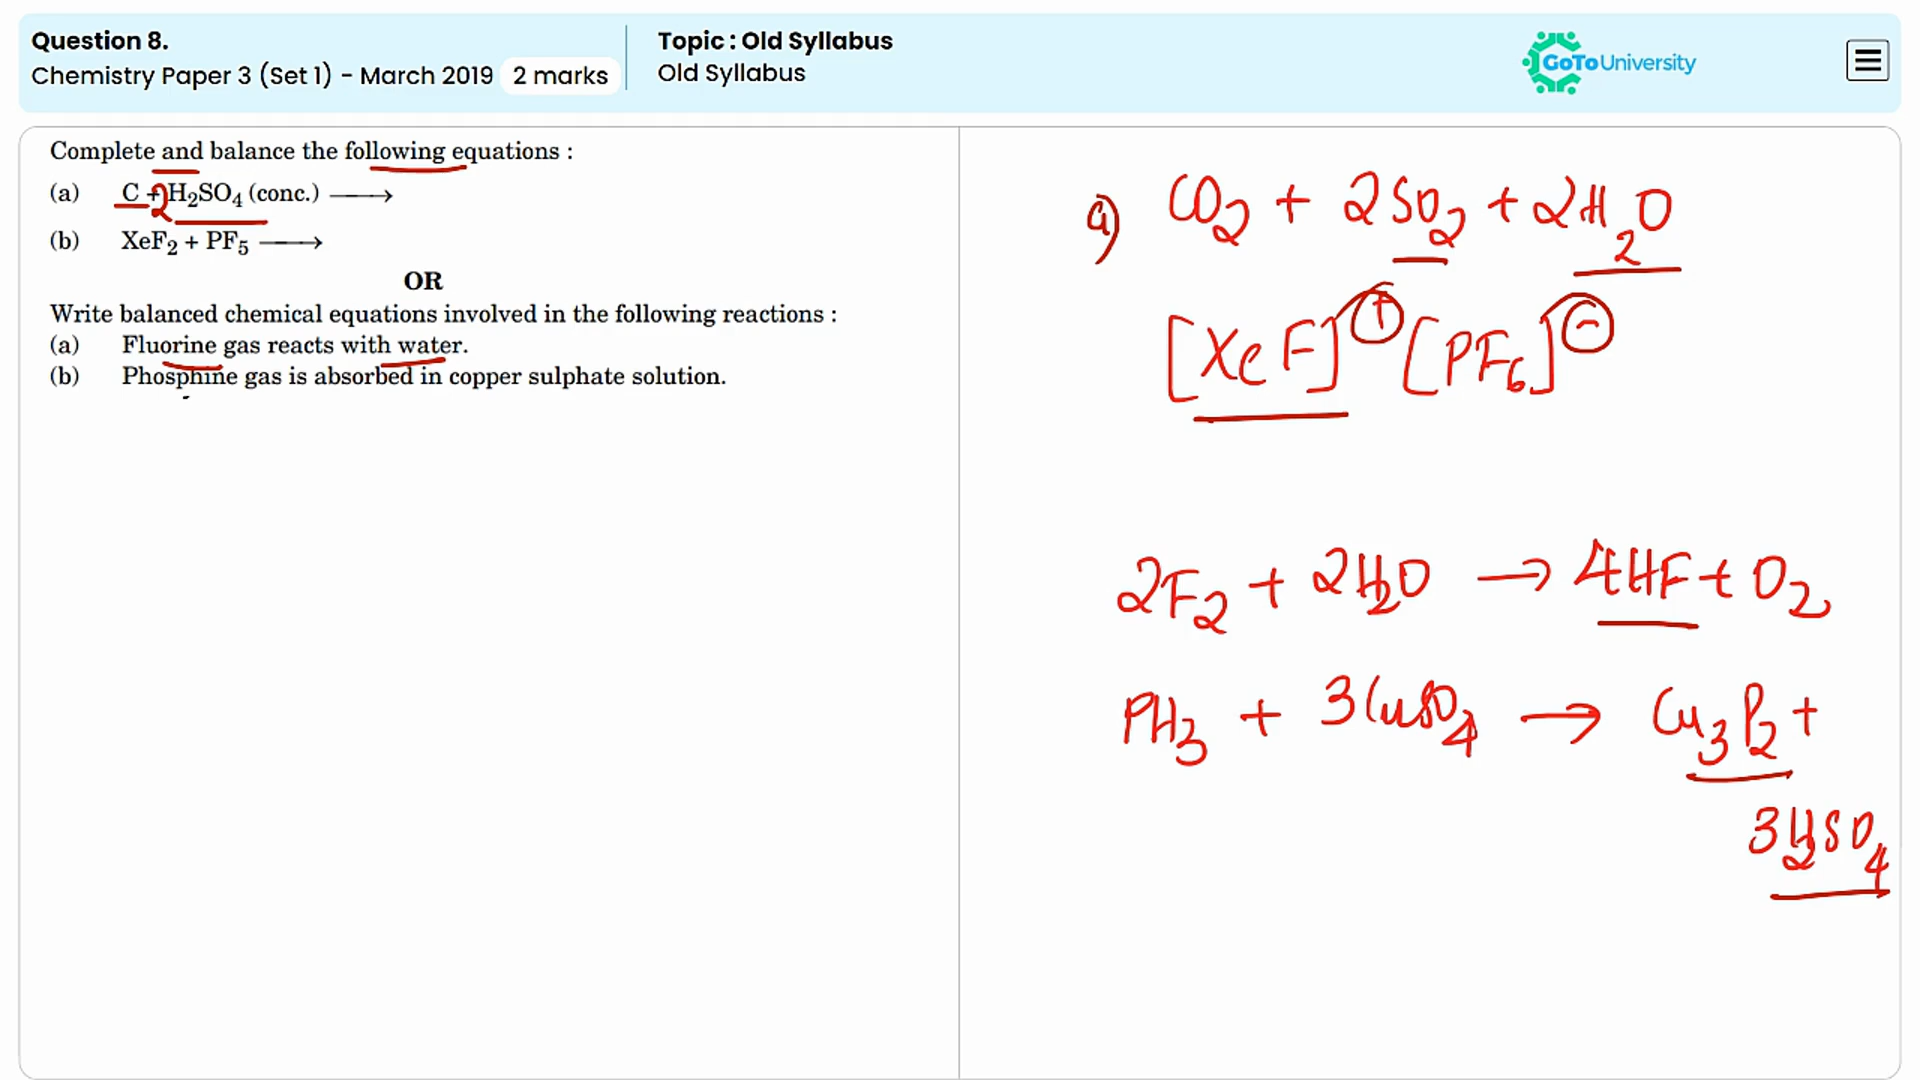 Question 8.
Chemistry Paper 3 (Set 1) - March 2019 2 marks
Topic : Old Syllabus
Old Syllabus
GoToUniversity
Complete and balance the following equations :
(a) C + 2 H₂SO₄ (conc.) ⟶
(b) XeF₂ + PF₅ ⟶
OR
Write balanced chemical equations involved in the following reactions :
(a) Fluorine gas reacts with water.
(b) Phosphine gas is absorbed in copper sulphate solution.
a) CO₂ + 2SO₂ + 2H₂O
[XeF]⁺ [PF₆]⁻
2F₂ + 2H₂O → 4HF + O₂
PH₃ + 3CuSO₄ → Cu₃P₂ +
3H₂SO₄